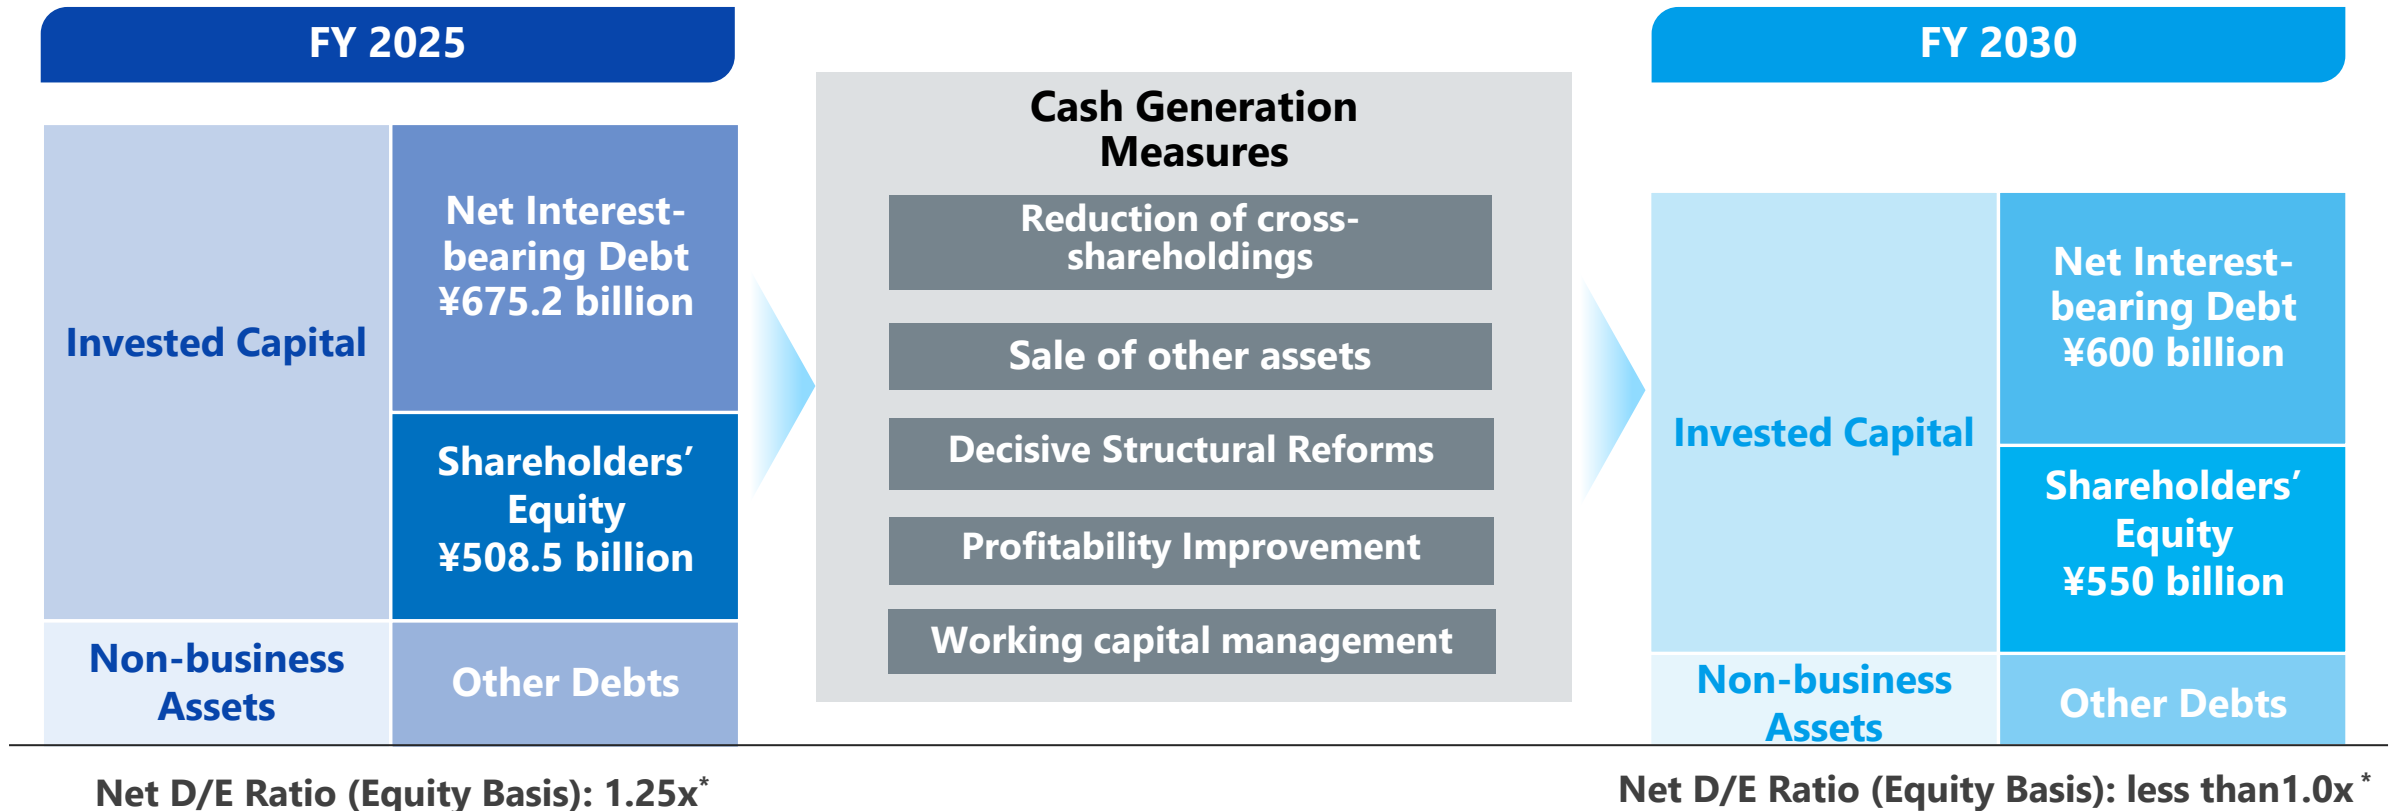 FY 2025
Invested Capital
Net Interest-
bearing Debt
¥675.2 billion
Shareholders’
Equity
¥508.5 billion
Non-business
Assets
Other Debts
Net D/E Ratio (Equity Basis): 1.25x*
Cash Generation
Measures
Reduction of cross-
shareholdings
Sale of other assets
Decisive Structural Reforms
Profitability Improvement
Working capital management
FY 2030
Invested Capital
Net Interest-
bearing Debt
¥600 billion
Shareholders’
Equity
¥550 billion
Non-business
Assets
Other Debts
Net D/E Ratio (Equity Basis): less than1.0x *